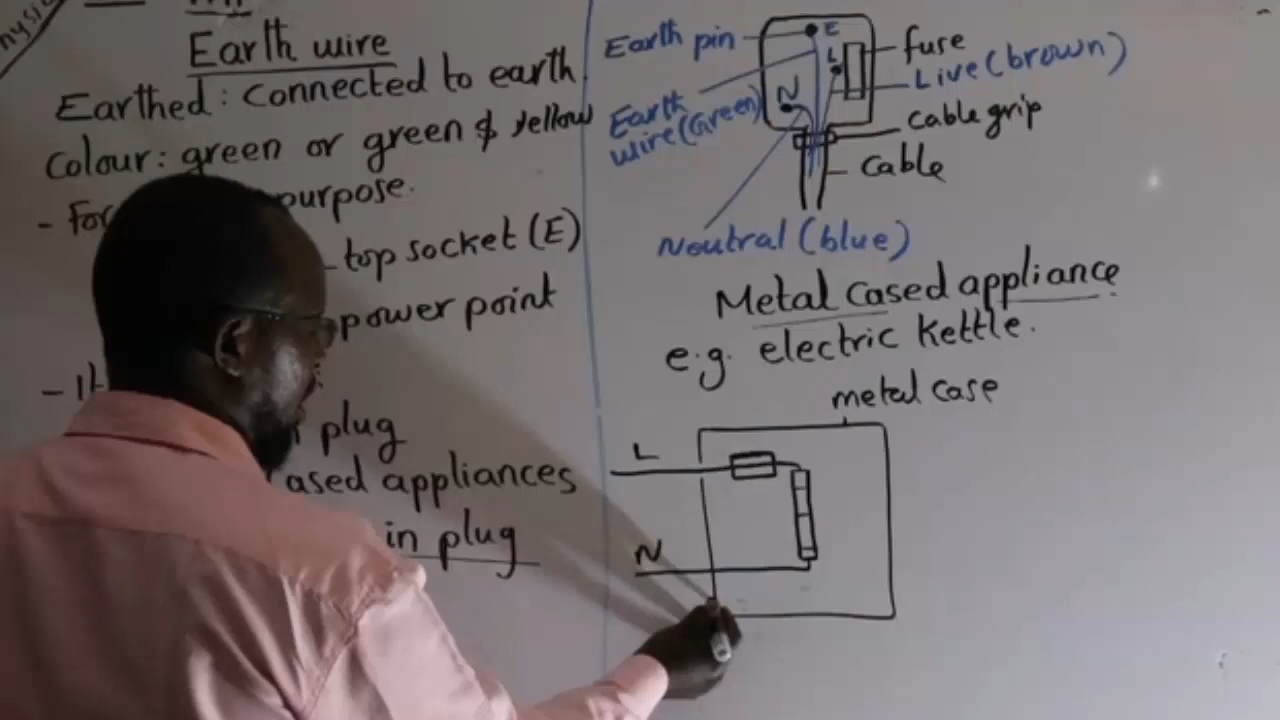 Earth wire
Earthed: Connected to earth
Colour: green or green & yellow
- For purpose.
top socket (E)
power point
- It
plug
ased appliances
in plug
Earth pin
E
L
N
fuse
Live (brown)
Earth
wire (Green)
cable grip
cable
Neutral (blue)
Metal cased appliance
e.g. electric kettle.
metal case
L
N